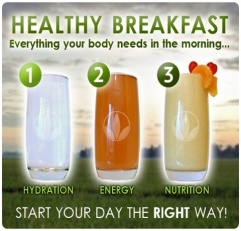 HEALTHY BREAKFAST
Everything your body needs in the morning...
1 2 3
HYDRATION ENERGY NUTRITION
START YOUR DAY THE RIGHT WAY!